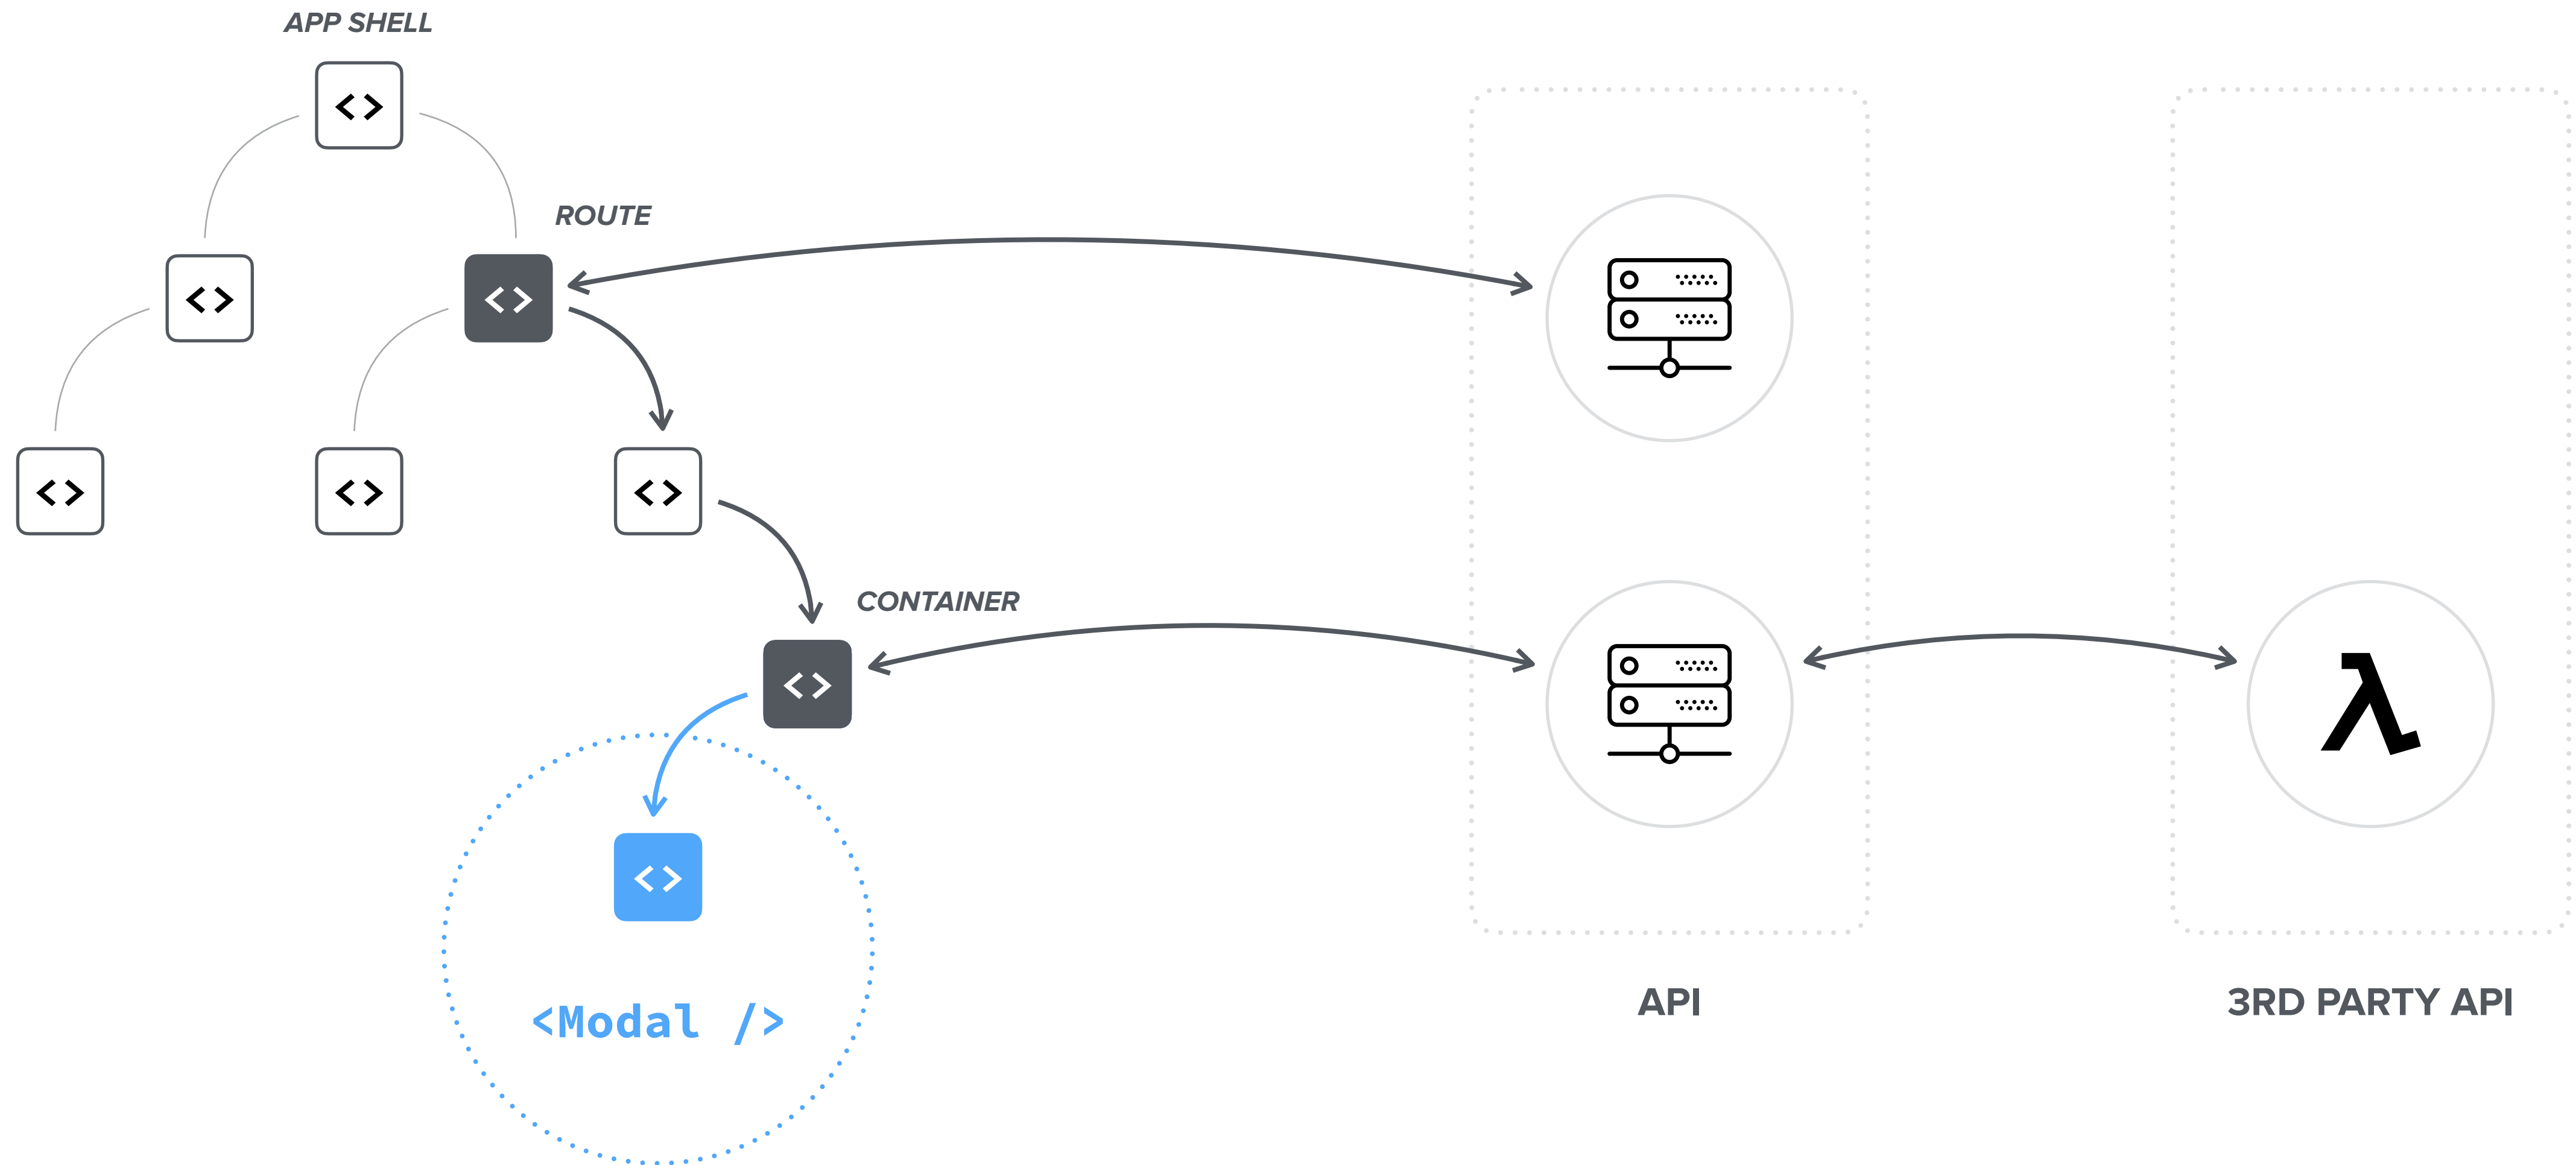 APP SHELL
ROUTE
CONTAINER
<Modal />
API
3RD PARTY API